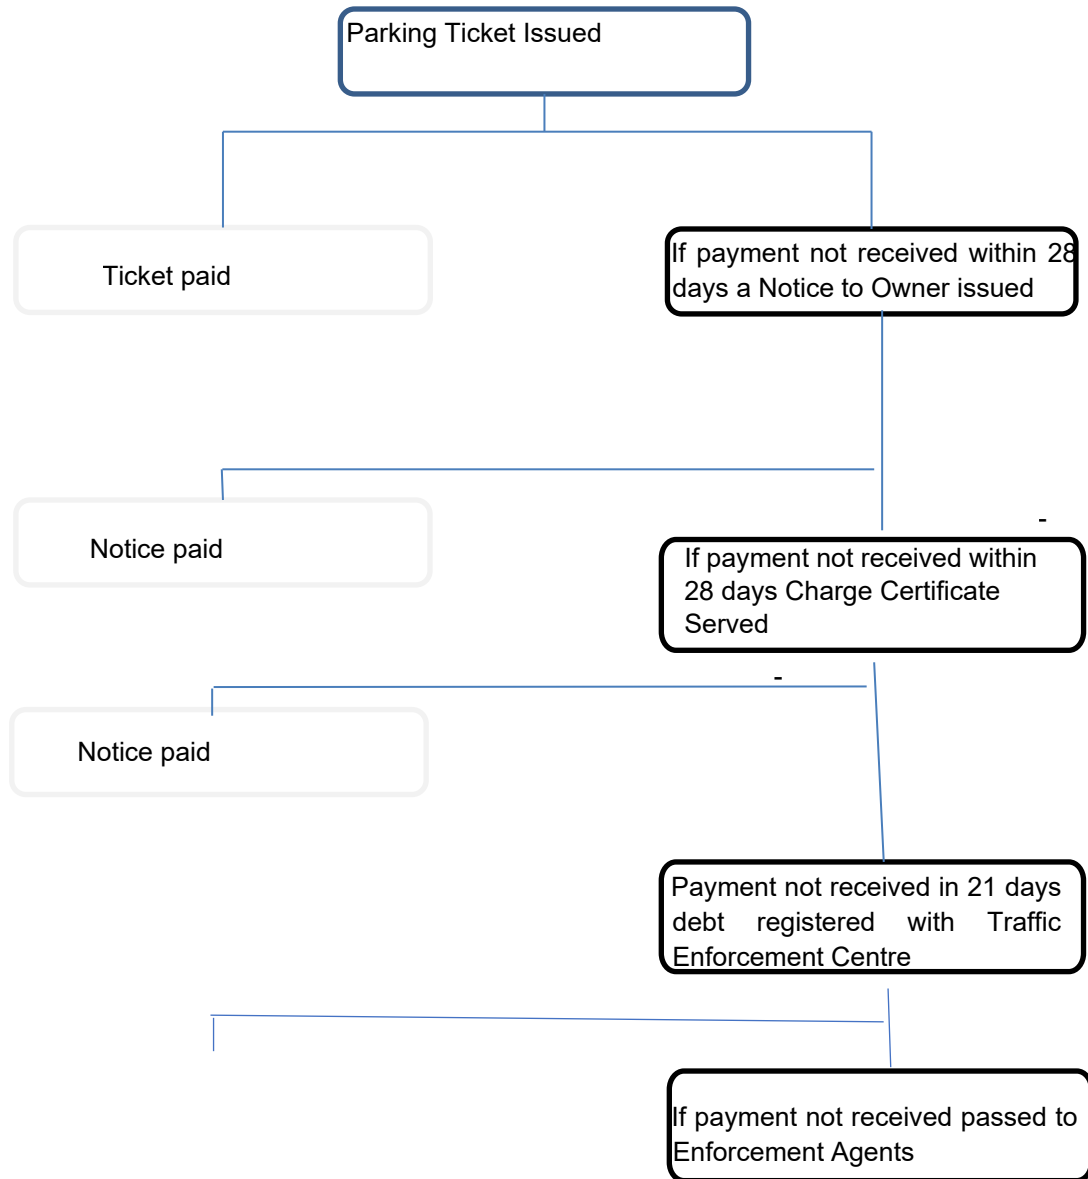 Parking Ticket Issued
Ticket paid
If payment not received within 28
days a Notice to Owner issued
Notice paid
-
If payment not received within
28 days Charge Certificate
Served
-
Notice paid
Payment not received in 21 days
debt registered with Traffic
Enforcement Centre
If payment not received passed to
Enforcement Agents